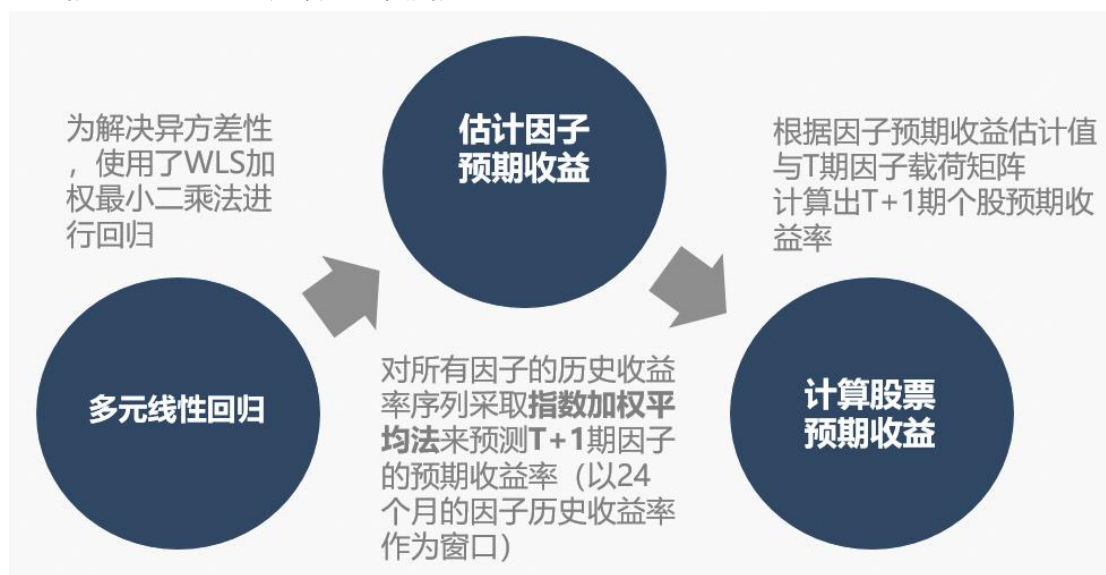 为解决异方差性
，使用了WLS加
权最小二乘法进
行回归
多元线性回归
估计因子
预期收益
对所有因子的历史收益
率序列采取指数加权平
均法来预测T+1期因子
的预期收益率（以24
个月的因子历史收益率
作为窗口）
根据因子预期收益估计值
与T期因子载荷矩阵
计算出T+1期个股预期收
益率
计算股票
预期收益